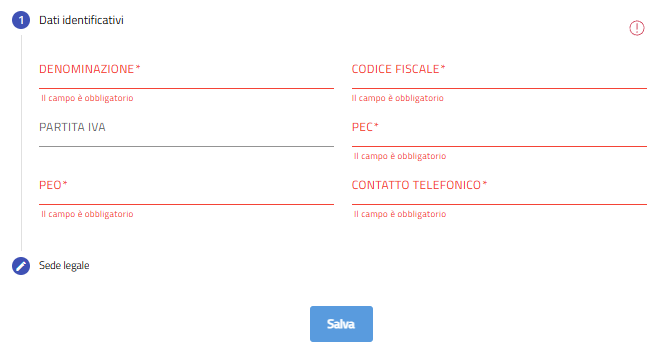 1 Dati identificativi
DENOMINAZIONE* CODICE FISCALE*
Il campo è obbligatorio Il campo è obbligatorio
PARTITA IVA PEC*
Il campo è obbligatorio
PEO* CONTATTO TELEFONICO*
Il campo è obbligatorio Il campo è obbligatorio
Sede legale
Salva